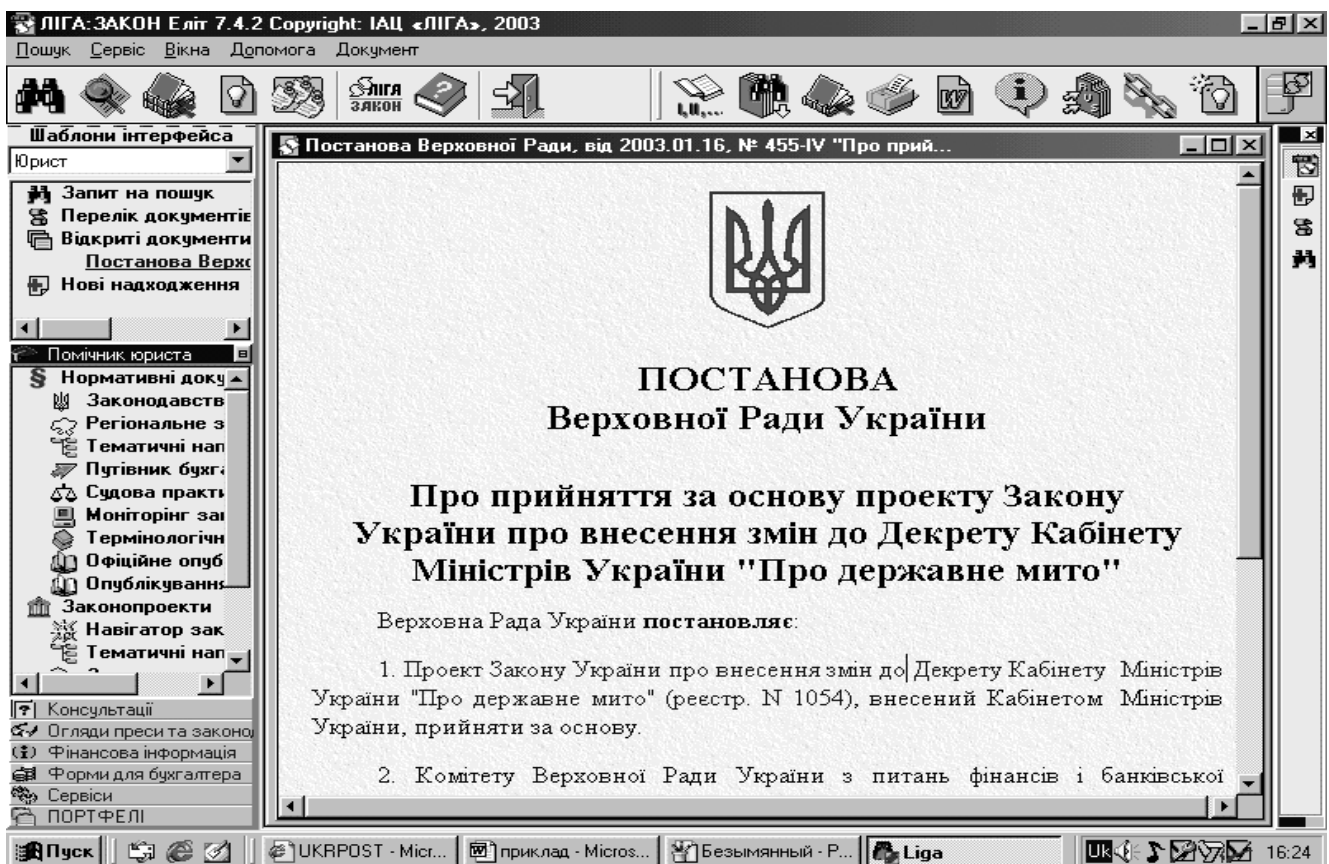 ЛІГА:ЗАКОН Еліт 7.4.2 Copyright: ІАЦ «ЛІГА», 2003
Пошук Сервіс Вікна Допомога Документ
ЛІГА
ЗАКОН
I,II,...
W
Шаблони інтерфейса
Юрист
Запит на пошук
Перелік документів
Відкриті документи
Постанова Верхо
Нові надходження
Помічник юриста
§ Нормативні доку
Законодавств
Регіональне з
Тематичні нап
Путівник бухга
Судова практи
Моніторінг зак
Термінологічн
Офіційне опуб
Опублікування
Законопроекти
Навігатор зак
Тематичні нап
Консультації
Огляди преси та законод
Фінансова інформація
Форми для бухгалтера
Сервіси
ПОРТФЕЛІ
Постанова Верховної Ради, від 2003.01.16, № 455-IV "Про прий...
ПОСТАНОВА
Верховної Ради України
Про прийняття за основу проекту Закону
України про внесення змін до Декрету Кабінету
Міністрів України "Про державне мито"
Верховна Рада України постановляє:
1. Проект Закону України про внесення змін до Декрету Кабінету Міністрів
України "Про державне мито" (реєстр. N 1054), внесений Кабінетом Міністрів
України, прийняти за основу.
2. Комітету Верховної Ради України з питань фінансів і банківської
Пуск
UKRPOST - Micr...
приклад - Micros...
Безымянный - P...
Liga
Uk
16:24